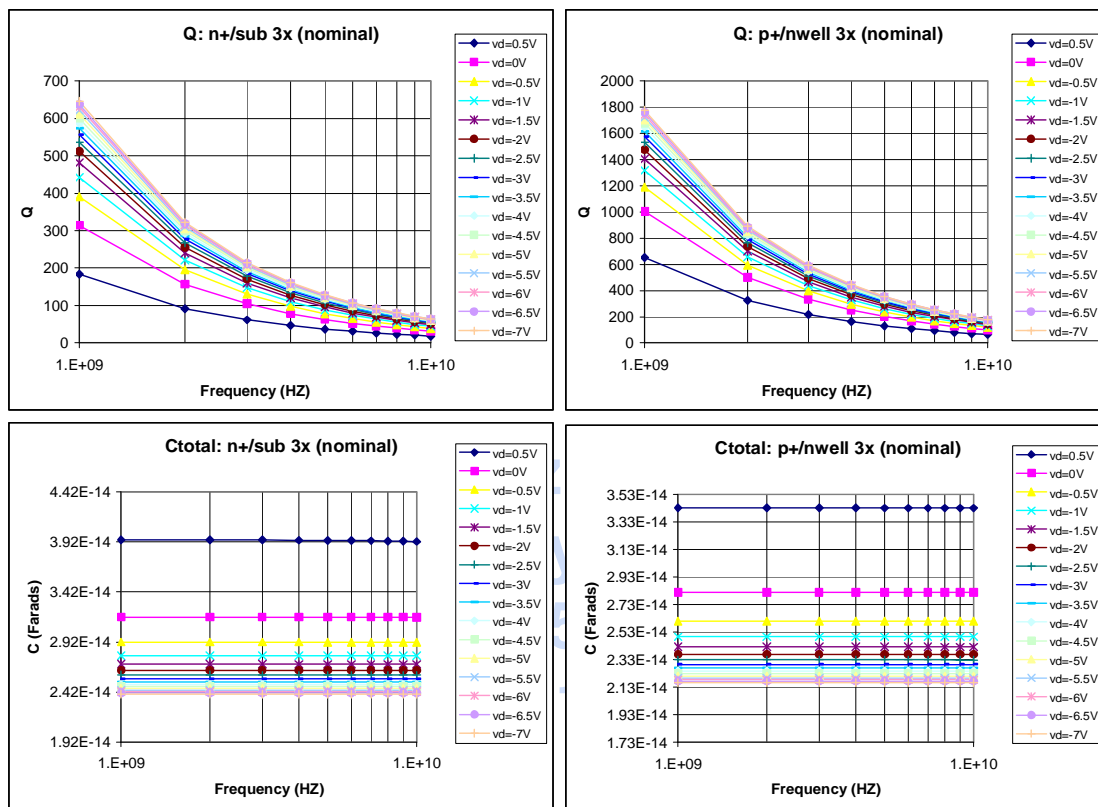 Q: n+/sub 3x (nominal)
700
600
500
400
300
200
100
0
Q
1.E+09
1.E+10
Frequency (HZ)
vd=0.5V
vd=0V
vd=-0.5V
vd=-1V
vd=-1.5V
vd=-2V
vd=-2.5V
vd=-3V
vd=-3.5V
vd=-4V
vd=-4.5V
vd=-5V
vd=-5.5V
vd=-6V
vd=-6.5V
vd=-7V
Q: p+/nwell 3x (nominal)
2000
1800
1600
1400
1200
1000
800
600
400
200
0
Q
1.E+09
1.E+10
Frequency (HZ)
vd=0.5V
vd=0V
vd=-0.5V
vd=-1V
vd=-1.5V
vd=-2V
vd=-2.5V
vd=-3V
vd=-3.5V
vd=-4V
vd=-4.5V
vd=-5V
vd=-5.5V
vd=-6V
vd=-6.5V
vd=-7V
Ctotal: n+/sub 3x (nominal)
4.42E-14
3.92E-14
3.42E-14
2.92E-14
2.42E-14
1.92E-14
C (Farads)
1.E+09
1.E+10
Frequency (HZ)
vd=0.5V
vd=0V
vd=-0.5V
vd=-1V
vd=-1.5V
vd=-2V
vd=-2.5V
vd=-3V
vd=-3.5V
vd=-4V
vd=-4.5V
vd=-5V
vd=-5.5V
vd=-6V
vd=-6.5V
vd=-7V
Ctotal: p+/nwell 3x (nominal)
3.53E-14
3.33E-14
3.13E-14
2.93E-14
2.73E-14
2.53E-14
2.33E-14
2.13E-14
1.93E-14
1.73E-14
C (Farads)
1.E+09
1.E+10
Frequency (HZ)
vd=0.5V
vd=0V
vd=-0.5V
vd=-1V
vd=-1.5V
vd=-2V
vd=-2.5V
vd=-3V
vd=-3.5V
vd=-4V
vd=-4.5V
vd=-5V
vd=-5.5V
vd=-6V
vd=-6.5V
vd=-7V